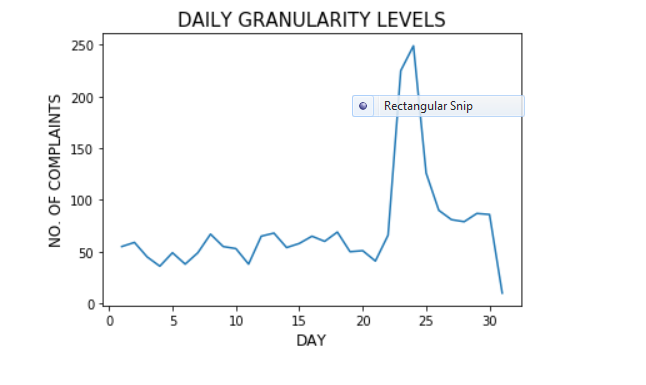 DAILY GRANULARITY LEVELS
250
200
150
100
50
0
NO. OF COMPLAINTS
Rectangular Snip
0 5 10 15 20 25 30
DAY